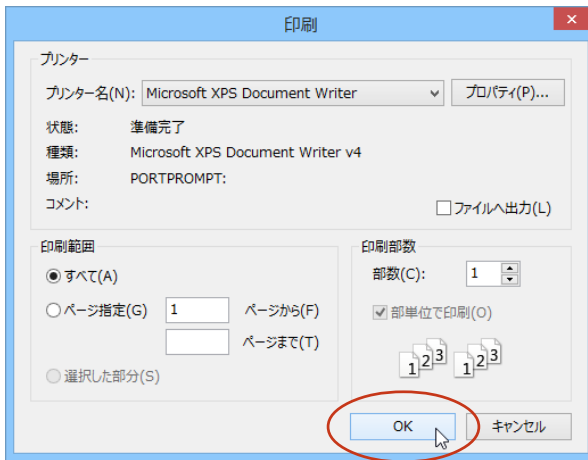 印刷
プリンター
プリンター名(N): Microsoft XPS Document Writer プロパティ(P)...
状態: 準備完了
種類: Microsoft XPS Document Writer v4
場所: PORTPROMPT:
コメント: ファイルへ出力(L)
印刷範囲 印刷部数
すべて(A) 部数(C): 1
ページ指定(G) 1 ページから(F) 部単位で印刷(O)
ページまで(T)
1 2 3 1 2 3
選択した部分(S)
OK キャンセル